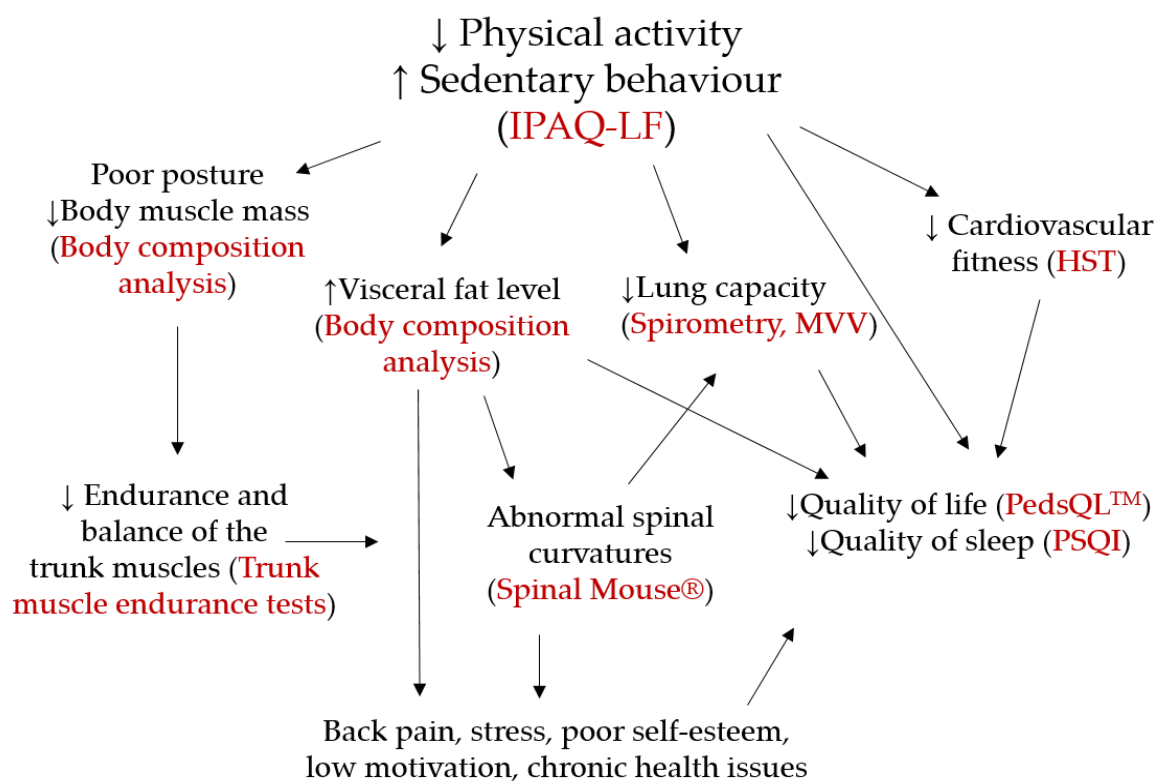 ↓ Physical activity
↑ Sedentary behaviour
(IPAQ-LF)
Poor posture
↓Body muscle mass
(Body composition
analysis)
↑Visceral fat level
(Body composition
analysis)
↓Lung capacity
(Spirometry, MVV)
↓ Cardiovascular
fitness (HST)
↓ Endurance and
balance of the
trunk muscles (Trunk
muscle endurance tests)
Abnormal spinal
curvatures
(Spinal Mouse®)
↓Quality of life (PedsQL™)
↓Quality of sleep (PSQI)
Back pain, stress, poor self-esteem,
low motivation, chronic health issues